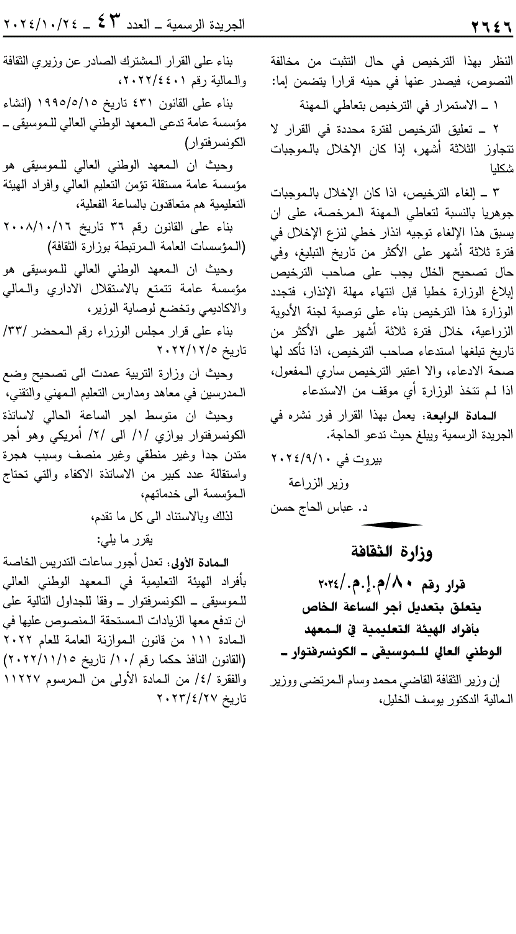 ٢٦٤٦
الجريدة الرسمية – العدد ٤٣ – ٢٠٢٤/١٠/٢٤
النظر بهذا الترخيص في حال التثبت من مخالفة
النصوص، فيصدر عنها في حينه قرارا يتضمن إما:
١ – الاستمرار في الترخيص بتعاطي المهنة
٢ – تعليق الترخيص لفترة محددة في القرار لا
تتجاوز الثلاثة أشهر، إذا كان الإخلال بالموجبات
شكليا
٣ – إلغاء الترخيص، اذا كان الإخلال بالموجبات
جوهريا بالنسبة لتعاطي المهنة المرخصة، على ان
يسبق هذا الإلغاء توجيه انذار خطي لنزع الإخلال في
فترة ثلاثة أشهر على الأكثر من تاريخ التبليغ، وفي
حال تصحيح الخلل يجب على صاحب الترخيص
إبلاغ الوزارة خطيا قبل انتهاء مهلة الإنذار، فتجدد
الوزارة هذا الترخيص بناء على توصية لجنة الأدوية
الزراعية، خلال فترة ثلاثة أشهر على الأكثر من
تاريخ تبلغها استدعاء صاحب الترخيص، اذا تأكد لها
صحة الادعاء، والا اعتبر الترخيص ساري المفعول،
اذا لم تتخذ الوزارة أي موقف من الاستدعاء
المادة الرابعة: يعمل بهذا القرار فور نشره في
الجريدة الرسمية ويبلغ حيث تدعو الحاجة.
بيروت في ٢٠٢٤/٩/١٠
وزير الزراعة
د. عباس الحاج حسن
وزارة الثقافة
قرار رقم ٨٠/م.إ.م./٢٠٢٤
يتعلق بتعديل أجر الساعة الخاص
بأفراد الهيئة التعليمية في المعهد
الوطني العالي للموسيقى – الكونسرفتوار –
إن وزير الثقافة القاضي محمد وسام المرتضى ووزير
المالية الدكتور يوسف الخليل،
بناء على القرار المشترك الصادر عن وزيري الثقافة
والمالية رقم ٢٠٢٢/٤٤٠١،
بناء على القانون ٤٣١ تاريخ ١٩٩٥/٥/١٥ (انشاء
مؤسسة عامة تدعى المعهد الوطني العالي للموسيقى –
الكونسرفتوار)
وحيث ان المعهد الوطني العالي للموسيقى هو
مؤسسة عامة مستقلة تؤمن التعليم العالي وافراد الهيئة
التعليمية هم متعاقدون بالساعة الفعلية،
بناء على القانون رقم ٣٦ تاريخ ٢٠٠٨/١٠/١٦
(المؤسسات العامة المرتبطة بوزارة الثقافة)
وحيث ان المعهد الوطني العالي للموسيقى هو
مؤسسة عامة تتمتع بالاستقلال الاداري والمالي
والاكاديمي وتخضع لوصاية الوزير،
بناء على قرار مجلس الوزراء رقم المحضر /٣٣/
تاريخ ٢٠٢٢/١٢/٥
وحيث ان وزارة التربية عمدت الى تصحيح وضع
المدرسين في معاهد ومدارس التعليم المهني والتقني،
وحيث ان متوسط اجر الساعة الحالي لاساتذة
الكونسرفتوار يوازي /١/ الى /٢/ أمريكي وهو أجر
متدن جدا وغير منطقي وغير منصف وسبب هجرة
واستقالة عدد كبير من الاساتذة الاكفاء والتي تحتاج
المؤسسة الى خدماتهم،
لذلك وبالاستناد الى كل ما تقدم،
يقرر ما يلي:
المادة الأولى: تعدل أجور ساعات التدريس الخاصة
بأفراد الهيئة التعليمية في المعهد الوطني العالي
للموسيقى – الكونسرفتوار – وفقا للجداول التالية على
ان تدفع معها الزيادات المستحقة المنصوص عليها في
المادة ١١١ من قانون الموازنة العامة للعام ٢٠٢٢
(القانون النافذ حكما رقم /١٠/ تاريخ ٢٠٢٢/١١/١٥)
والفقرة /٤/ من المادة الأولى من المرسوم ١١٢٢٧
تاريخ ٢٠٢٣/٤/٢٧